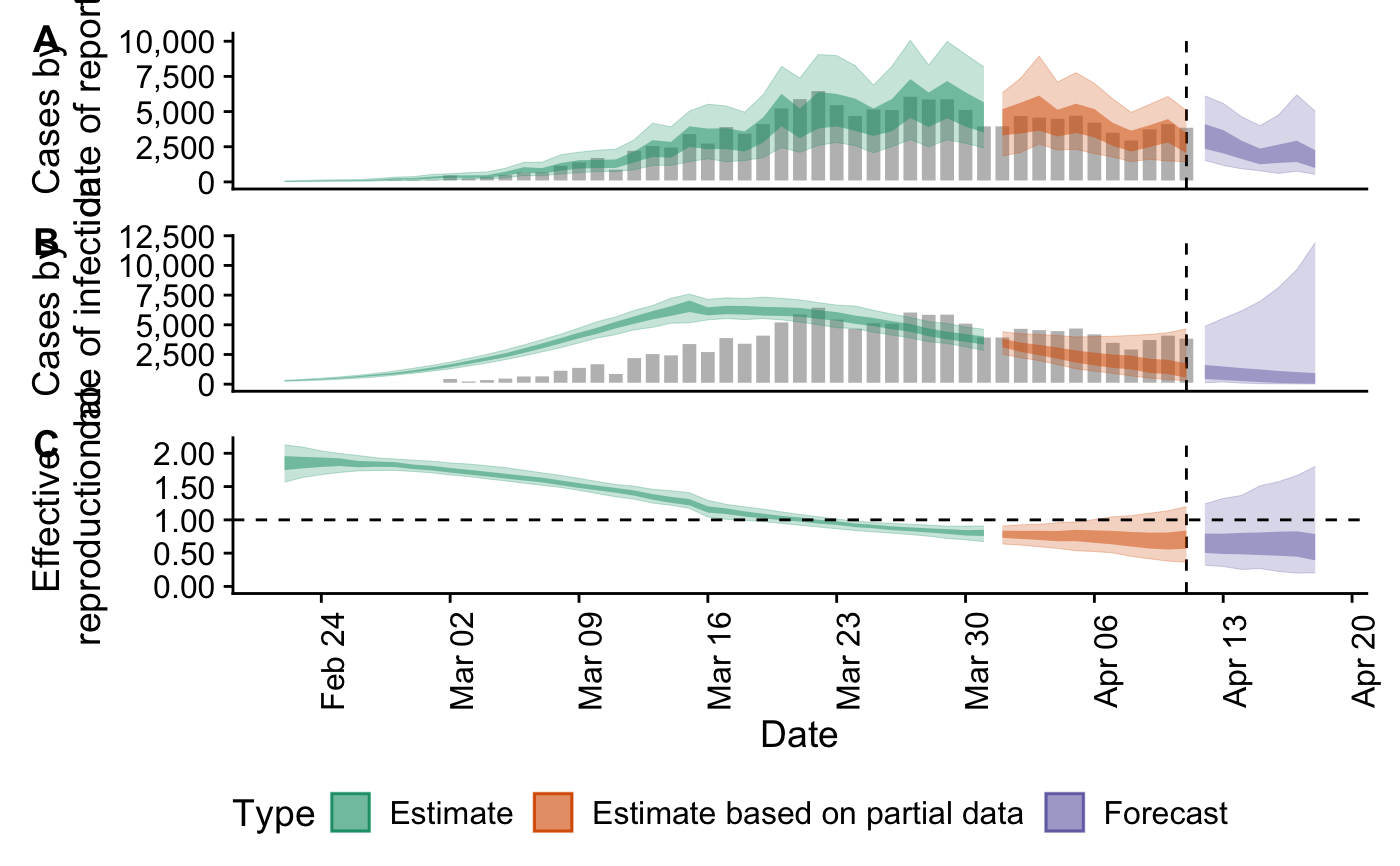 A
Cases by
date of report
10,000
7,500
5,000
2,500
0
B
Cases by
date of infection
12,500
10,000
7,500
5,000
2,500
0
C
Effective
reproduction no.
2.00
1.50
1.00
0.50
0.00
Feb 24
Mar 02
Mar 09
Mar 16
Mar 23
Mar 30
Apr 06
Apr 13
Apr 20
Date
Type
Estimate
Estimate based on partial data
Forecast